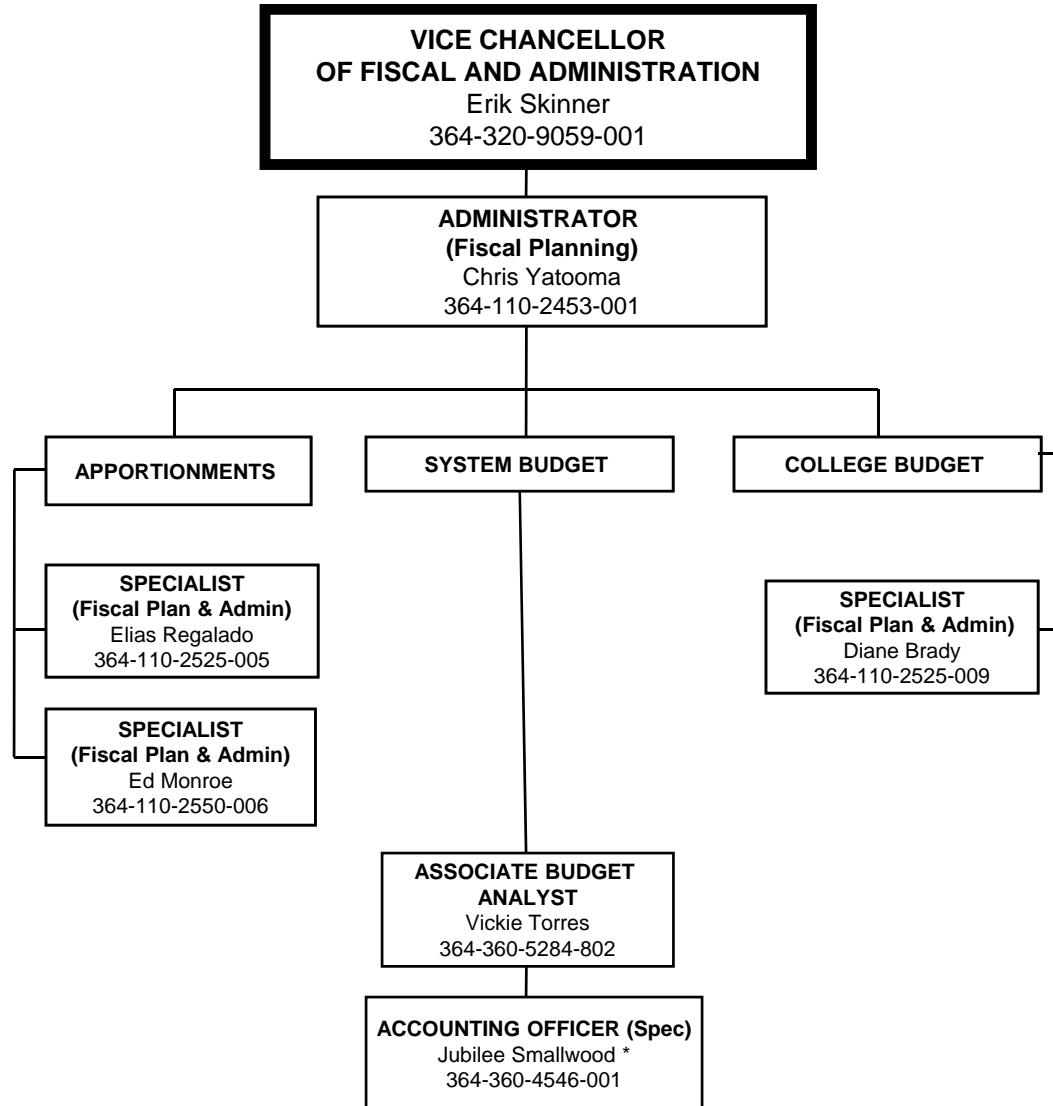 VICE CHANCELLOR
OF FISCAL AND ADMINISTRATION
Erik Skinner
364-320-9059-001
ADMINISTRATOR
(Fiscal Planning)
Chris Yatooma
364-110-2453-001
APPORTIONMENTS
SYSTEM BUDGET
COLLEGE BUDGET
SPECIALIST
(Fiscal Plan & Admin)
Elias Regalado
364-110-2525-005
SPECIALIST
(Fiscal Plan & Admin)
Diane Brady
364-110-2525-009
SPECIALIST
(Fiscal Plan & Admin)
Ed Monroe
364-110-2550-006
ASSOCIATE BUDGET
ANALYST
Vickie Torres
364-360-5284-802
ACCOUNTING OFFICER (Spec)
Jubilee Smallwood *
364-360-4546-001